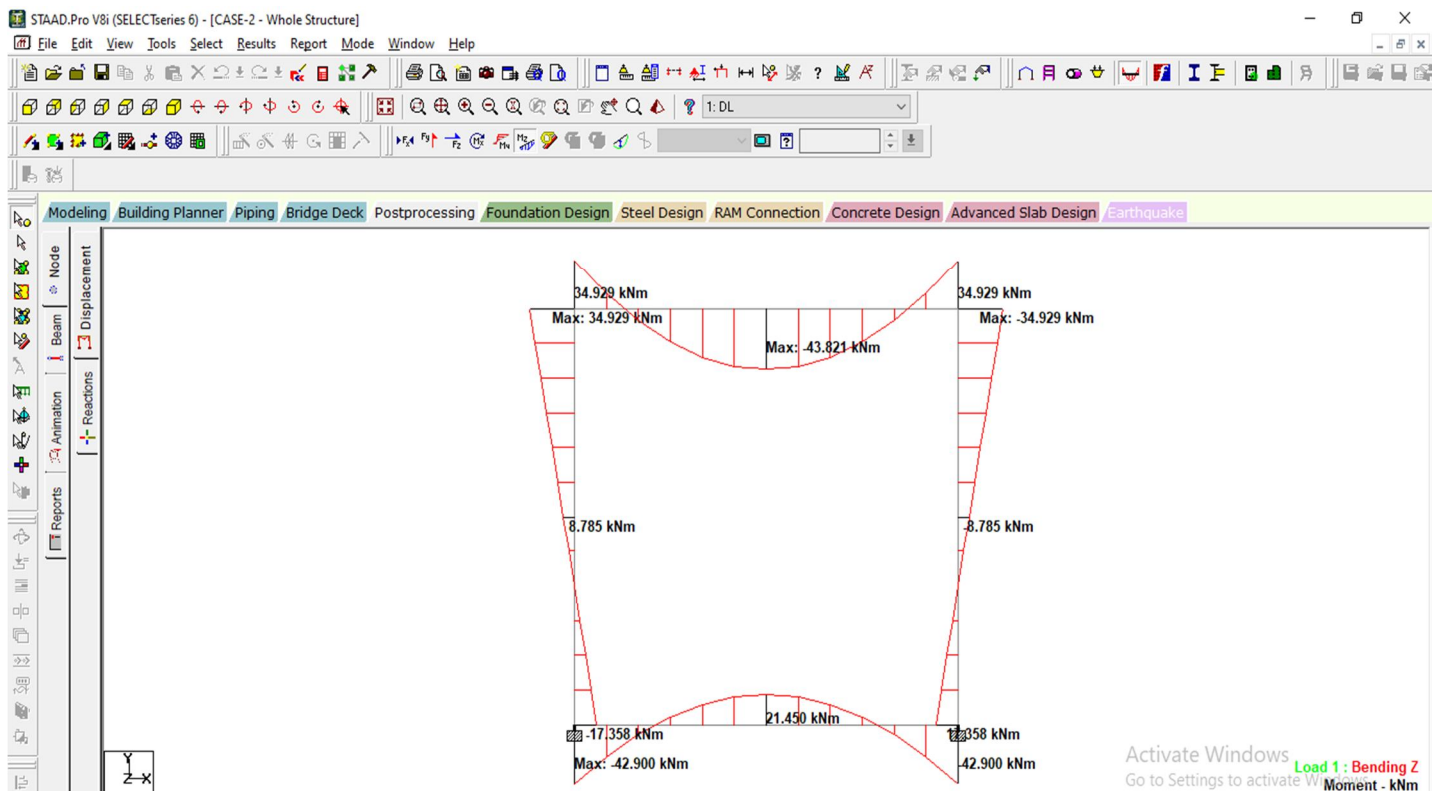 STAAD.Pro V8i (SELECTseries 6) - [CASE-2 - Whole Structure]
File Edit View Tools Select Results Report Mode Window Help
1: DL
Modeling Building Planner Piping Bridge Deck Postprocessing Foundation Design Steel Design RAM Connection Concrete Design Advanced Slab Design Earthquake
Node
Beam
Animation
Reports
Displacement
Reactions
34.929 kNm
34.929 kNm
Max: 34.929 kNm
Max: -34.929 kNm
Max: -43.821 kNm
8.785 kNm
-8.785 kNm
21.450 kNm
-17.358 kNm
17.358 kNm
Max: -42.900 kNm
-42.900 kNm
Y
Z X
Activate Windows
Go to Settings to activate Windows.
Load 1 : Bending Z
Moment - kNm